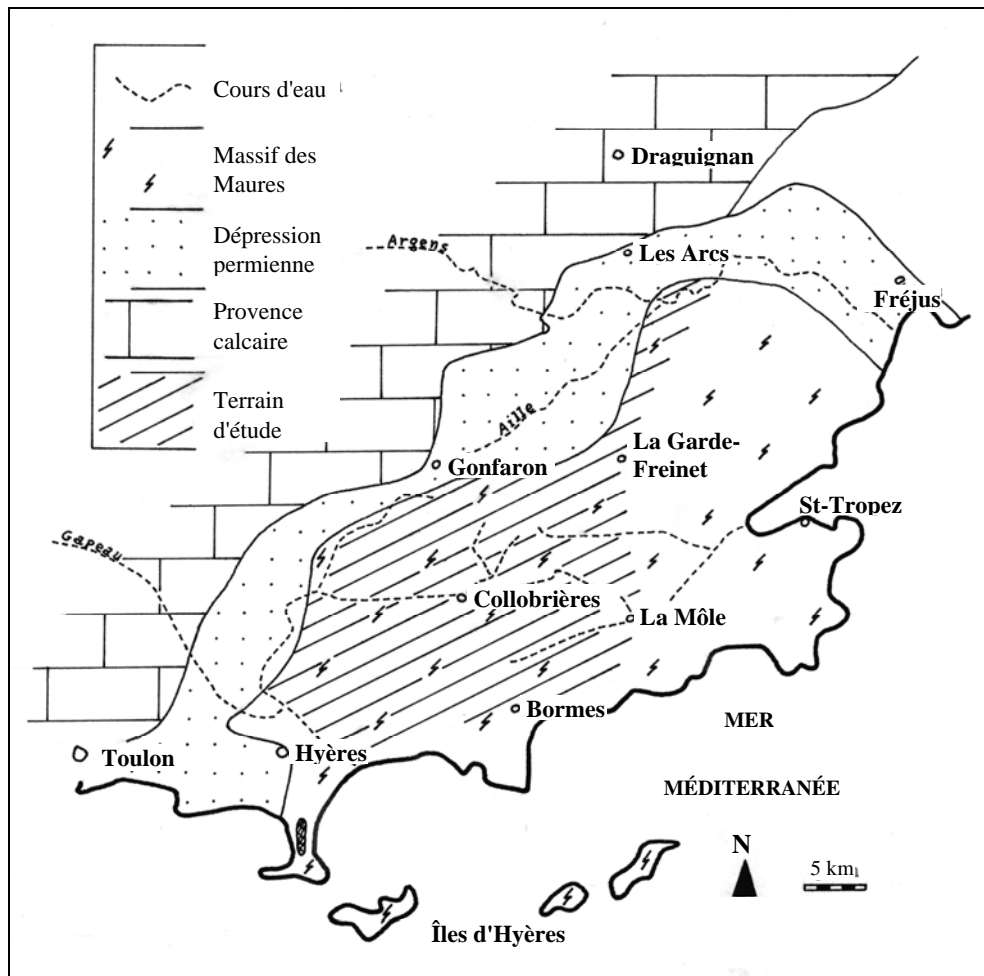 Cours d'eau
Massif des
Maures
Dépression
permienne
Provence
calcaire
Terrain
d'étude
Draguignan
Argens
Les Arcs
Fréjus
Aille
La Garde-
Freinet
Gonfaron
St-Tropez
Gapeau
Collobrières
La Môle
Bormes
MER
Toulon
Hyères
MÉDITERRANÉE
N
5 km
Îles d'Hyères